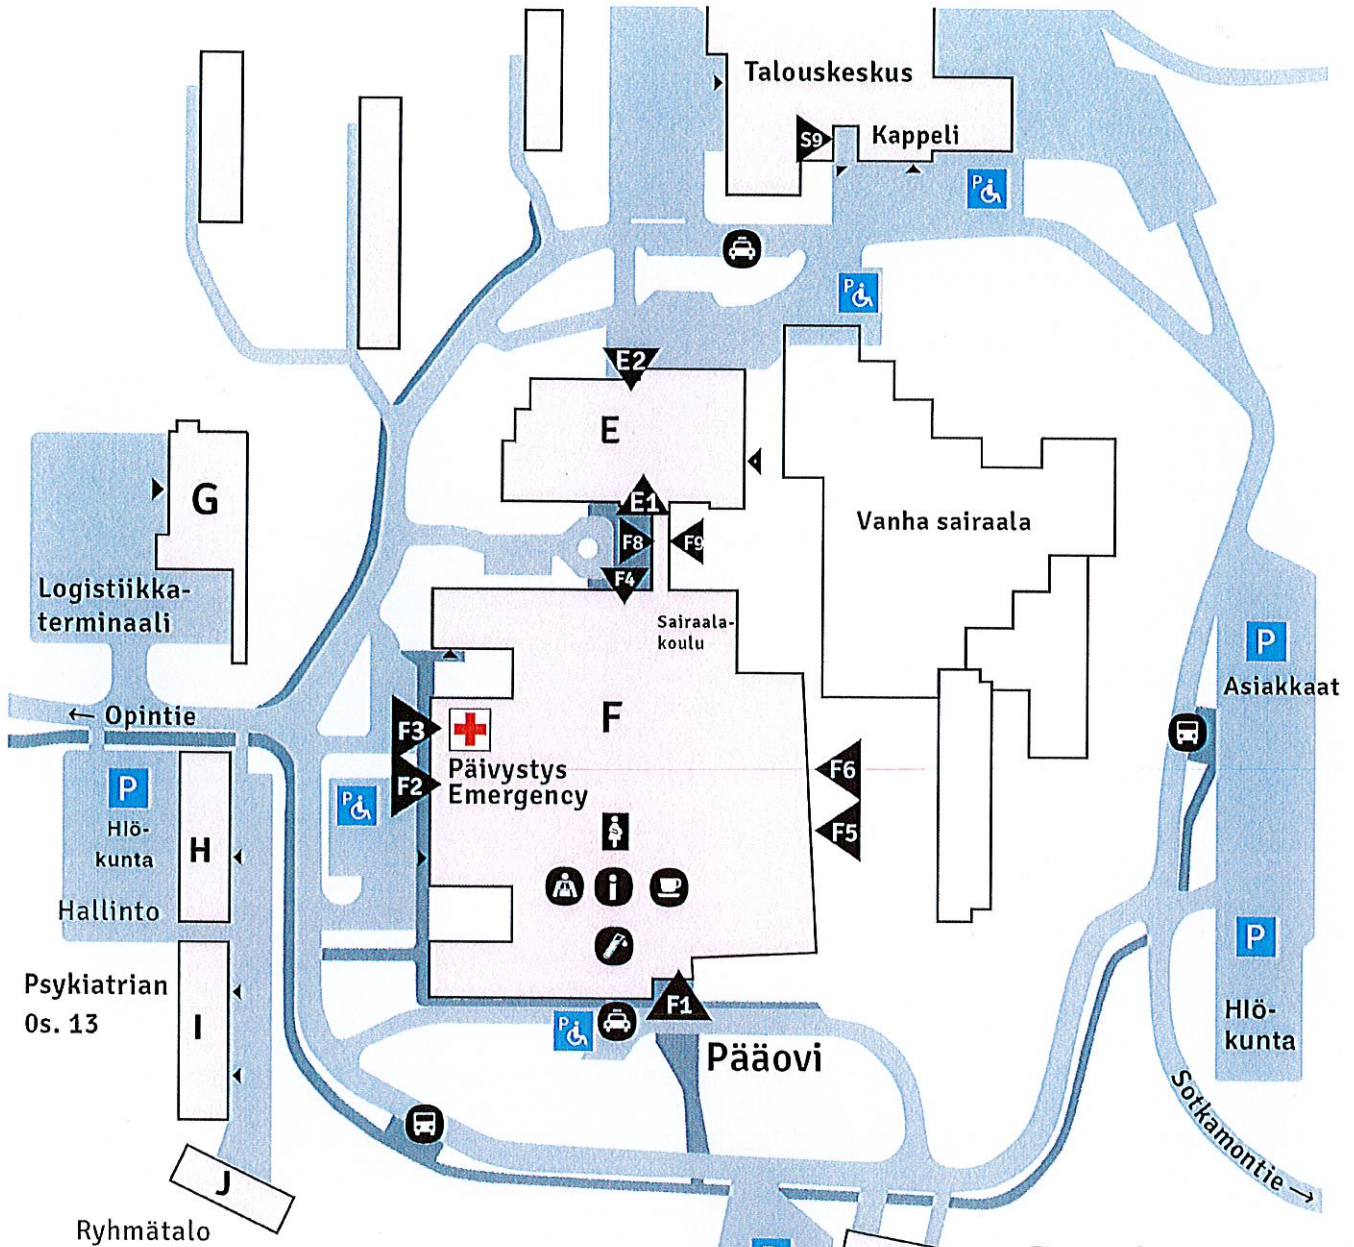 Talouskeskus
S9
Kappeli
P
P
E2
E
E1
G
F8
F9
F4
Vanha sairaala
Logistiikka-
terminaali
Sairaala-
koulu
P
Asiakkaat
← Opintie
F3
F
Päivystys
Emergency
F2
F6
F5
P
P
Hlö-
kunta
H
Hallinto
i
P
Hlö-
kunta
Psykiatrian
Os. 13
I
F1
P
Pääovi
Sotkamontie →
J
Ryhmätalo